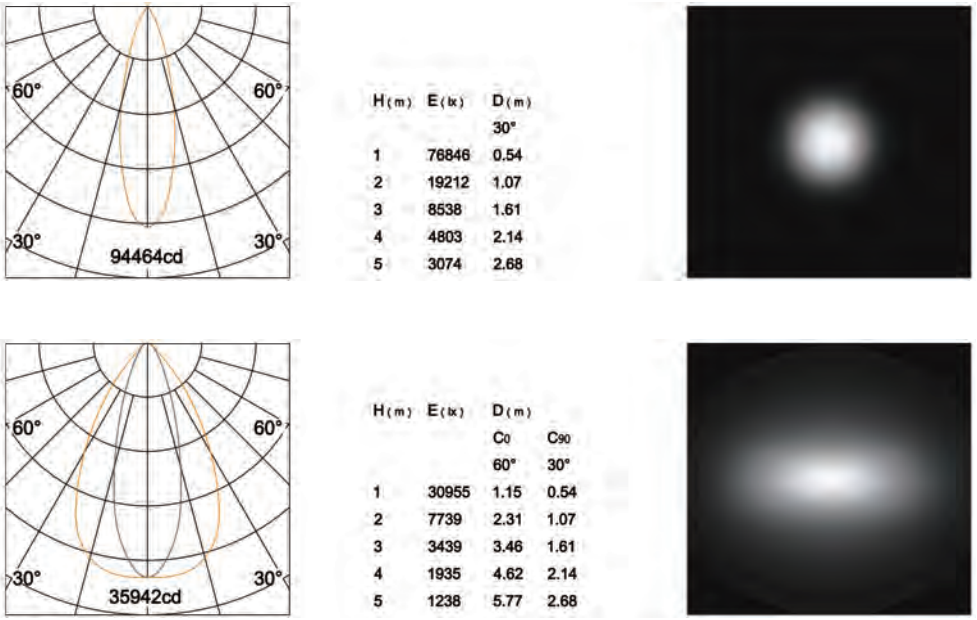 60° 60°
30° 30°
94464cd
H(m) E(lx) D(m)
30°
1 76846 0.54
2 19212 1.07
3 8538 1.61
4 4803 2.14
5 3074 2.68
60° 60°
30° 30°
35942cd
H(m) E(lx) D(m)
C0 C90
60° 30°
1 30955 1.15 0.54
2 7739 2.31 1.07
3 3439 3.46 1.61
4 1935 4.62 2.14
5 1238 5.77 2.68